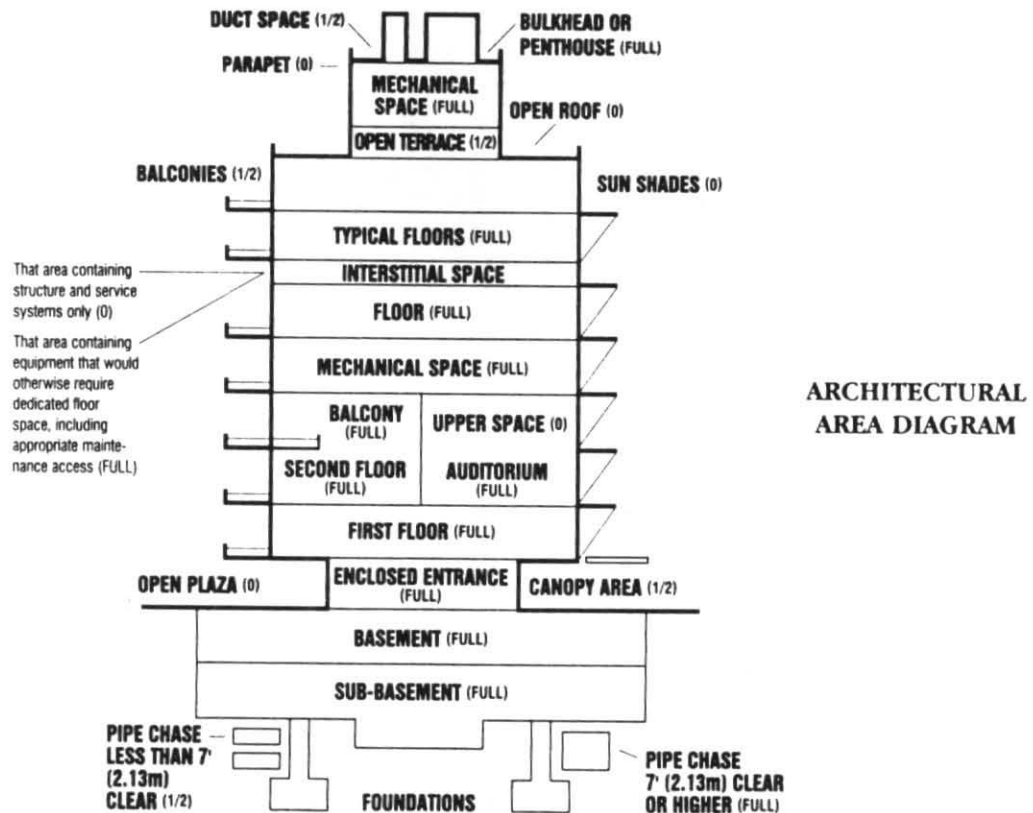 DUCT SPACE (1/2)
BULKHEAD OR
PENTHOUSE (FULL)
PARAPET (0)
MECHANICAL
SPACE (FULL)
OPEN ROOF (0)
OPEN TERRACE (1/2)
BALCONIES (1/2)
SUN SHADES (0)
TYPICAL FLOORS (FULL)
INTERSTITIAL SPACE
That area containing
structure and service
systems only (0)
FLOOR (FULL)
That area containing
equipment that would
otherwise require
dedicated floor
space, including
appropriate mainte-
nance access (FULL)
MECHANICAL SPACE (FULL)
ARCHITECTURAL
AREA DIAGRAM
BALCONY
(FULL)
UPPER SPACE (0)
SECOND FLOOR
(FULL)
AUDITORIUM
(FULL)
FIRST FLOOR (FULL)
OPEN PLAZA (0)
ENCLOSED ENTRANCE
(FULL)
CANOPY AREA (1/2)
BASEMENT (FULL)
SUB-BASEMENT (FULL)
PIPE CHASE
LESS THAN 7'
(2.13m)
CLEAR (1/2)
FOUNDATIONS
PIPE CHASE
7' (2.13m) CLEAR
OR HIGHER (FULL)